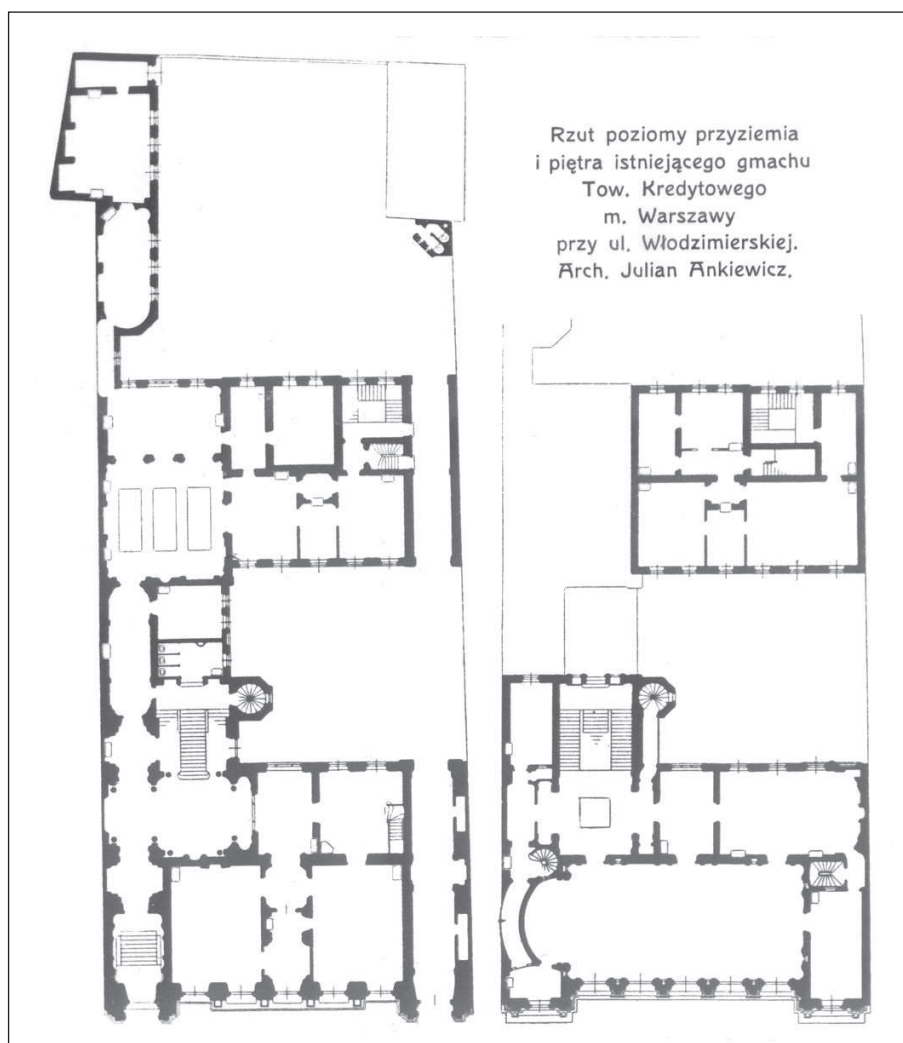 Rzut poziomy przyziemia
i piętra istniejącego gmachu
Tow. Kredytowego
m. Warszawy
przy ul. Włodzimierskiej.
Arch. Julian Ankiewicz.